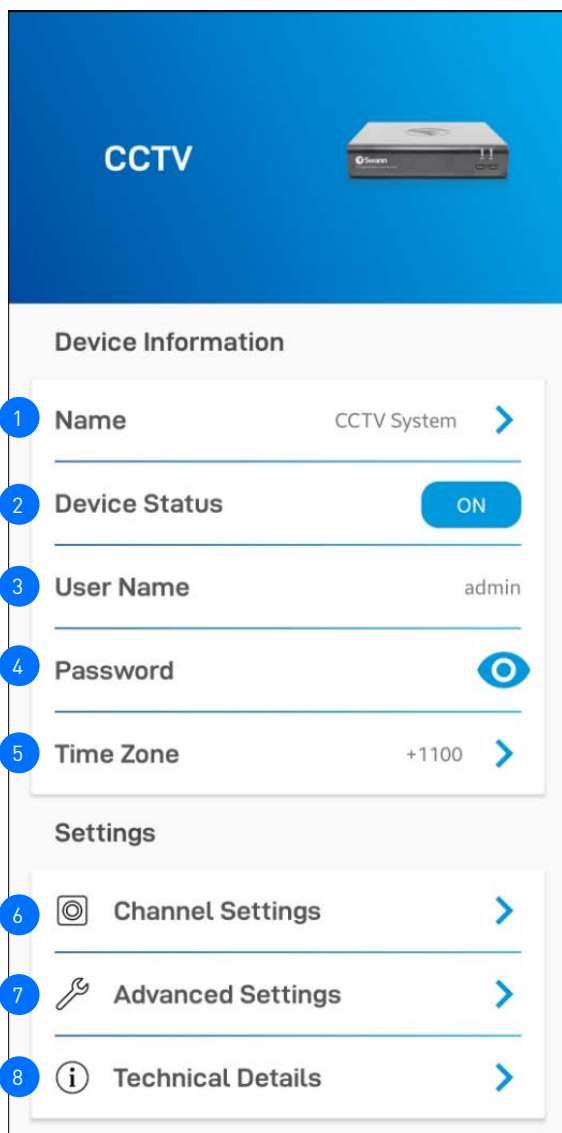 CCTV
Swann
Device Information
1 Name CCTV System
2 Device Status ON
3 User Name admin
4 Password
5 Time Zone +1100
Settings
6 Channel Settings
7 Advanced Settings
8 Technical Details